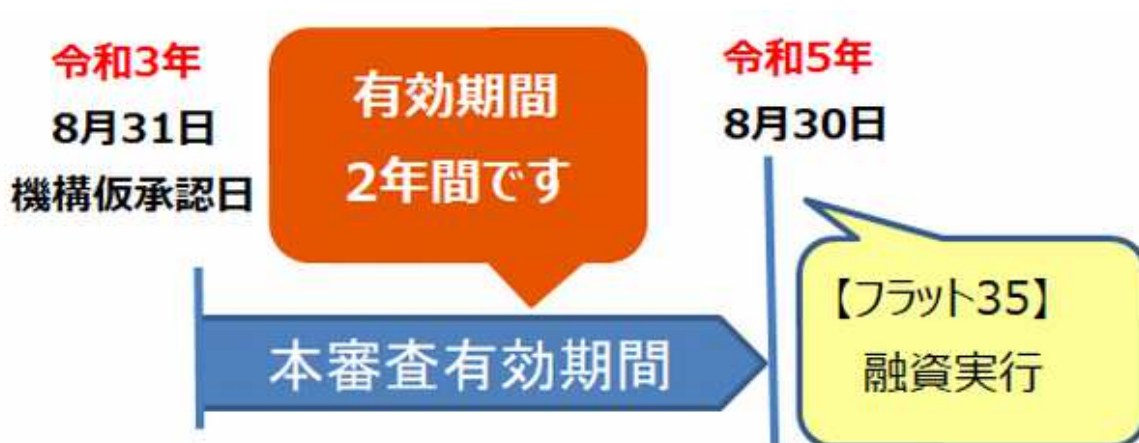 令和3年
8月31日
機構仮承認日
有効期間
2年間です
令和5年
8月30日
本審査有効期間
【フラット35】
融資実行